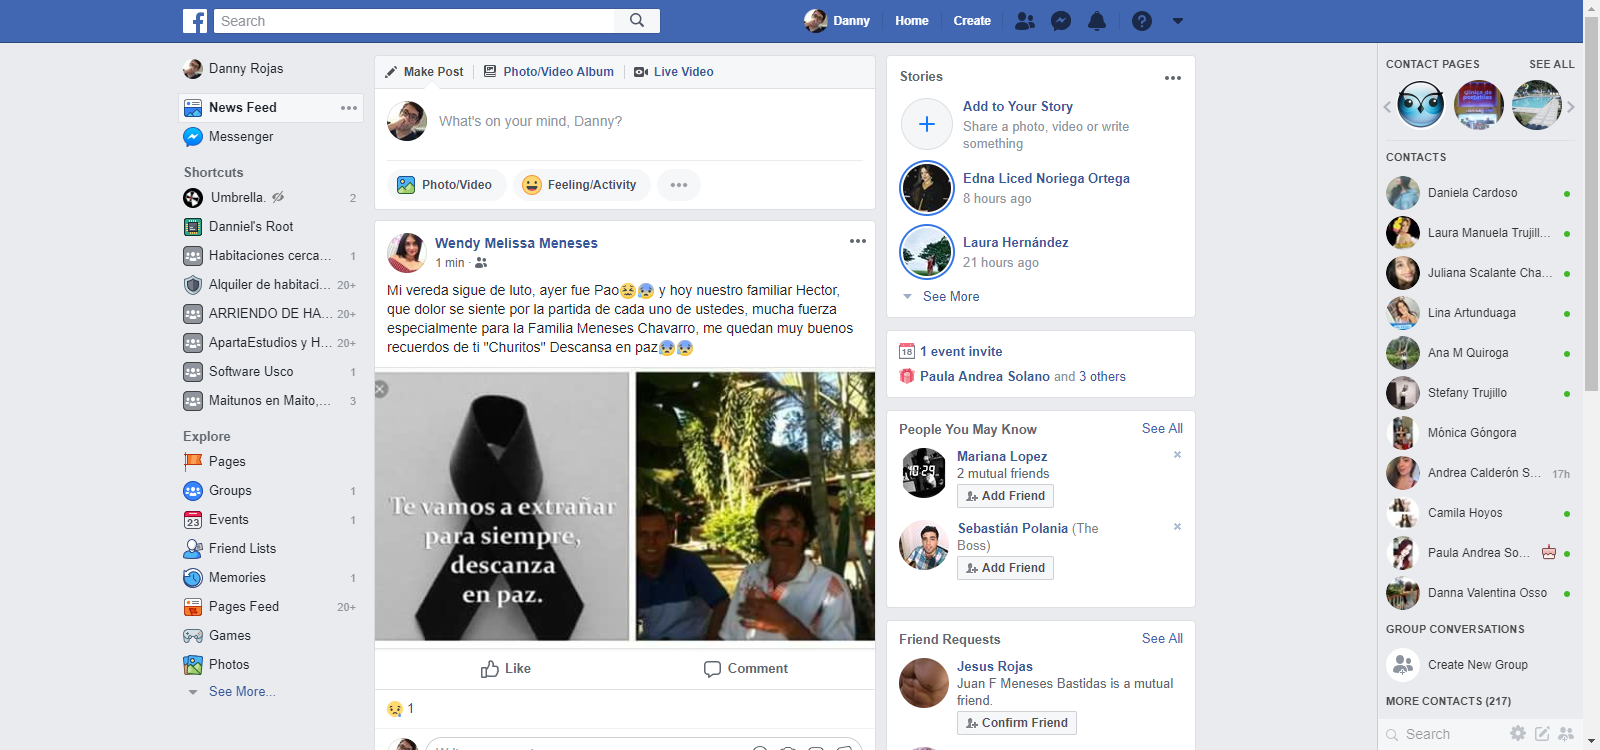 Search
Danny
Home
Create
Danny Rojas
News Feed
Messenger
Shortcuts
Umbrella. 2
Danniel's Root
Habitaciones cerca... 1
Alquiler de habitaci... 20+
ARRIENDO DE HA... 20+
ApartaEstudios y H... 20+
Software Usco 1
Maitunos en Maito,... 3
Explore
Pages
Groups 1
23 Events 1
Friend Lists
Memories 1
Pages Feed 20+
Games
Photos
See More...
Make Post
Photo/Video Album
Live Video
What's on your mind, Danny?
Photo/Video
Feeling/Activity
Wendy Melissa Meneses
1 min ·
Mi vereda sigue de luto, ayer fue Pao😣😰 y hoy nuestro familiar Hector,
que dolor se siente por la partida de cada uno de ustedes, mucha fuerza
especialmente para la Familia Meneses Chavarro, me quedan muy buenos
recuerdos de ti "Churitos" Descansa en paz😰😰
Te vamos a extrañar
para siempre,
descanza
en paz.
Like
Comment
1
Stories
Add to Your Story
Share a photo, video or write
something
Edna Liced Noriega Ortega
8 hours ago
Laura Hernández
21 hours ago
See More
18 1 event invite
Paula Andrea Solano and 3 others
People You May Know
See All
10:29
Mariana Lopez
2 mutual friends
Add Friend
Sebastián Polania (The
Boss)
Add Friend
Friend Requests
See All
Jesus Rojas
Juan F Meneses Bastidas is a mutual
friend.
Confirm Friend
CONTACT PAGES
SEE ALL
CONTACTS
Daniela Cardoso
Laura Manuela Trujill...
Juliana Scalante Cha...
Lina Artunduaga
Ana M Quiroga
Stefany Trujillo
Mónica Góngora
Andrea Calderón S... 17h
Camila Hoyos
Paula Andrea So...
Danna Valentina Osso
GROUP CONVERSATIONS
Create New Group
MORE CONTACTS (217)
Search